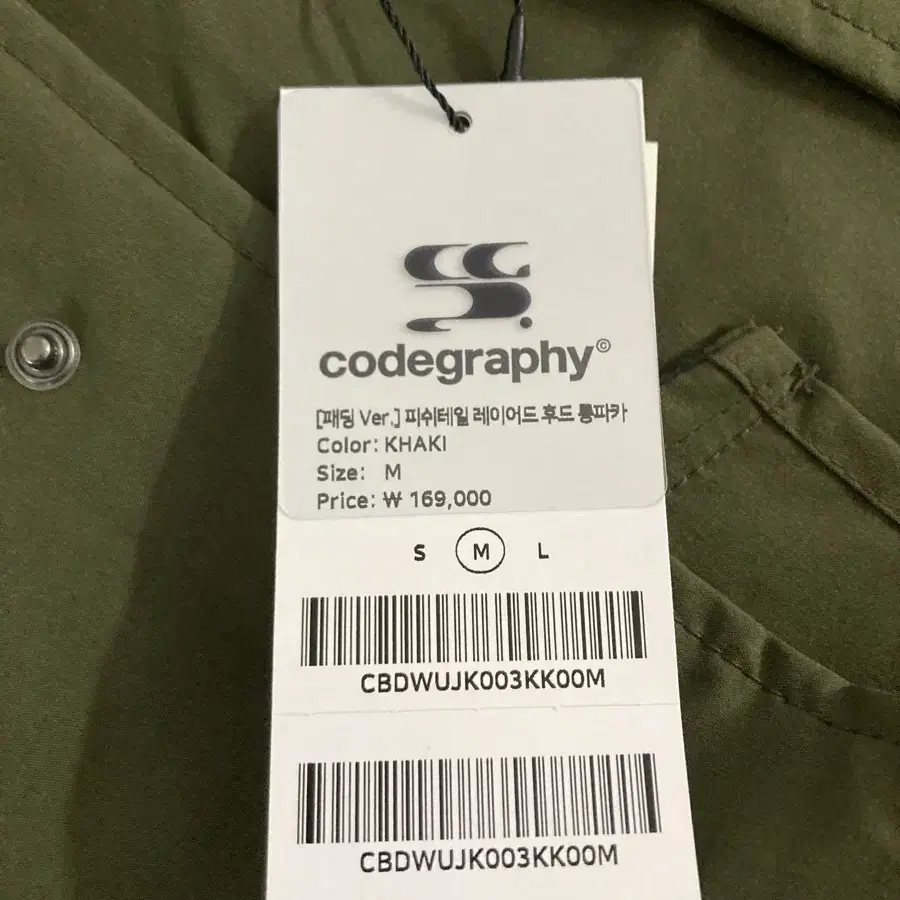 codegraphy©
[패딩 Ver.] 피쉬테일 레이어드 후드 롱파카
Color: KHAKI
Size: M
Price: ₩ 169,000
S M L
CBDWUJK003KK00M
CBDWUJK003KK00M